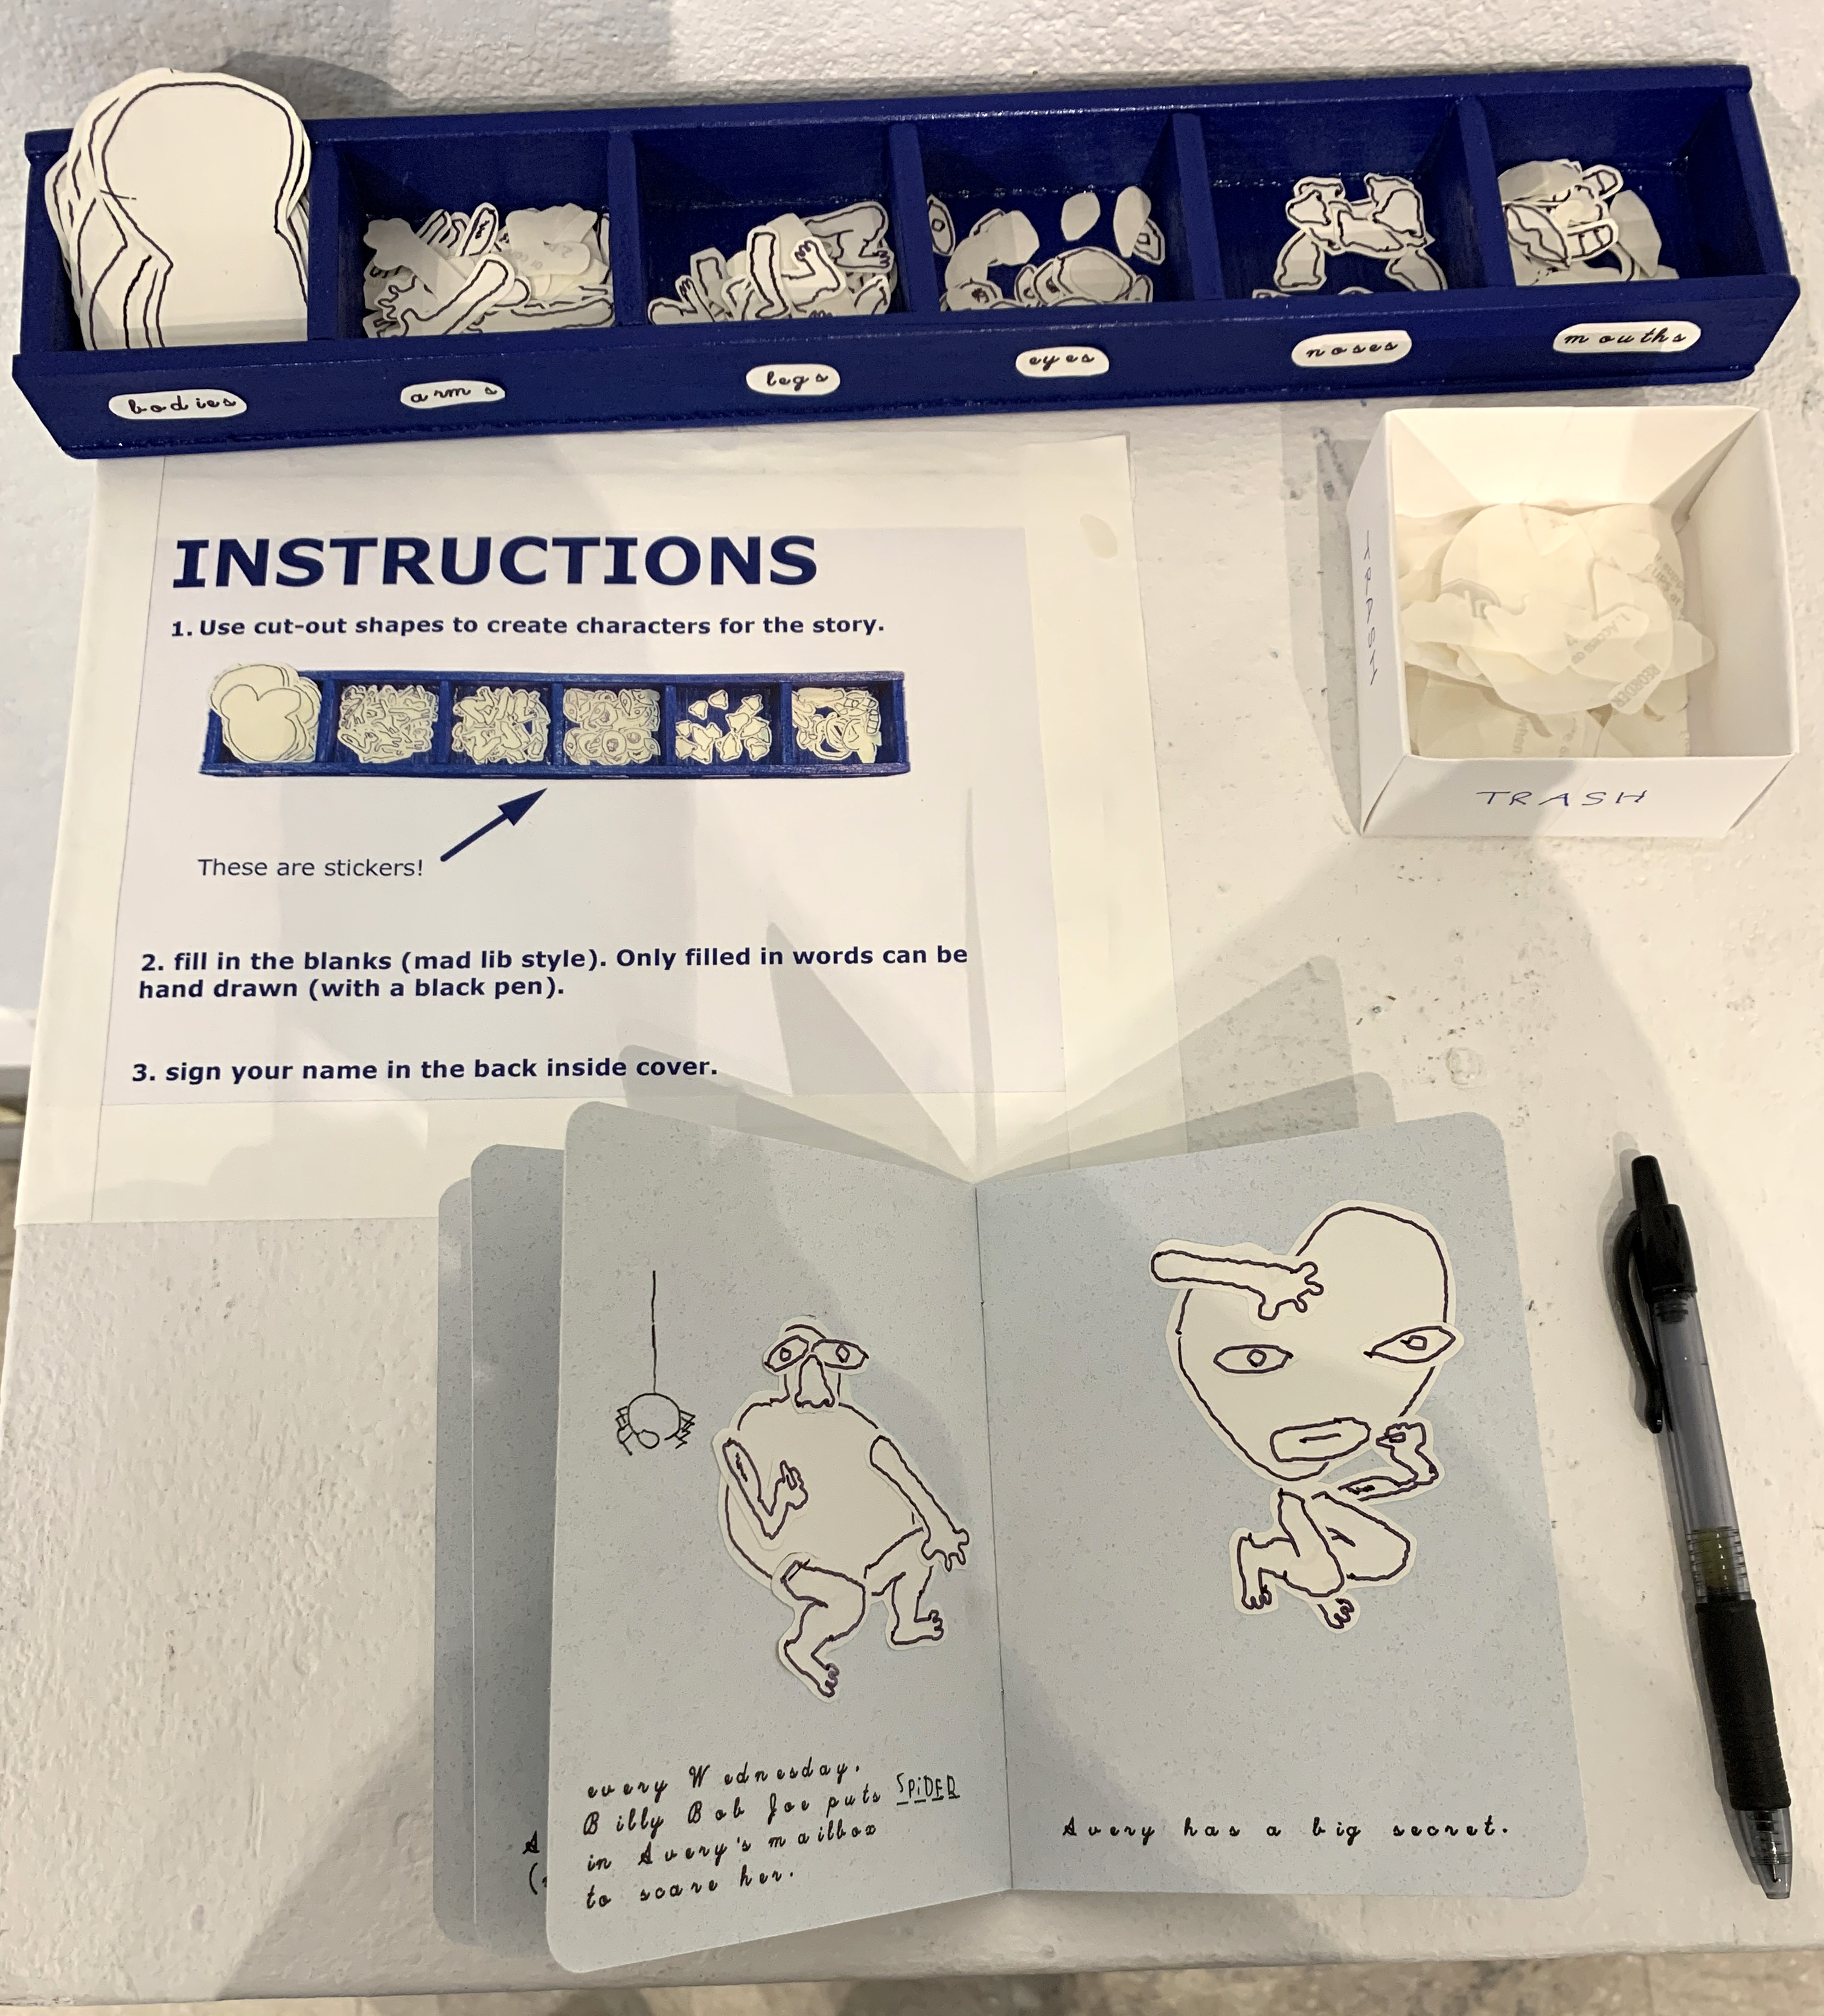 bodies
arms
legs
eyes
noses
mouths
INSTRUCTIONS
1. Use cut-out shapes to create characters for the story.
These are stickers!
2. fill in the blanks (mad lib style). Only filled in words can be
hand drawn (with a black pen).
3. sign your name in the back inside cover.
TRASH
TRASH
every Wednesday.
Billy Bob Joe puts SPiDER
in Avery's mailbox
to scare her.
Avery has a big secret.